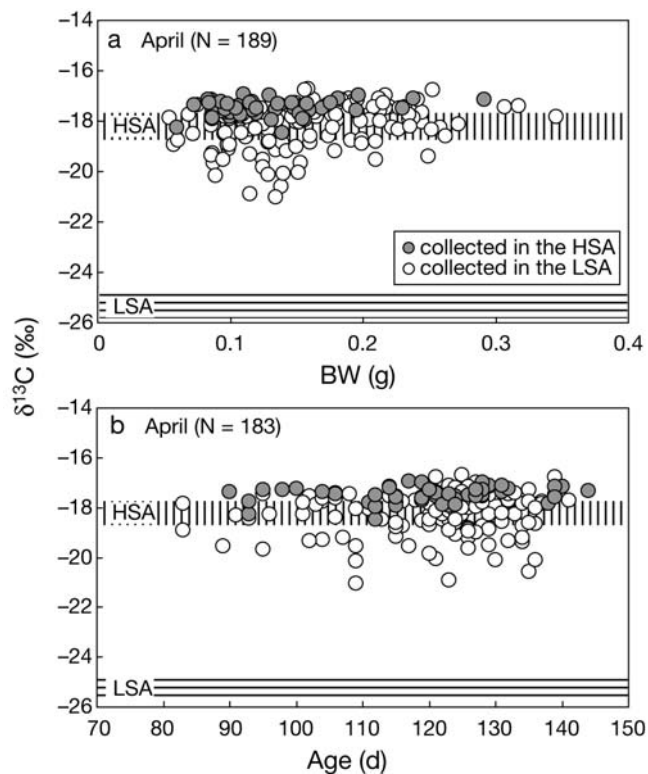 −14
a April (N = 189)
−16
−18
HSA
−20
−22
collected in the HSA
collected in the LSA
−24
LSA
−26
0 0.1 0.2 0.3 0.4
BW (g)
δ¹³C (‰)
−14
b April (N = 183)
−16
−18
HSA
−20
−22
−24
LSA
−26
70 80 90 100 110 120 130 140 150
Age (d)